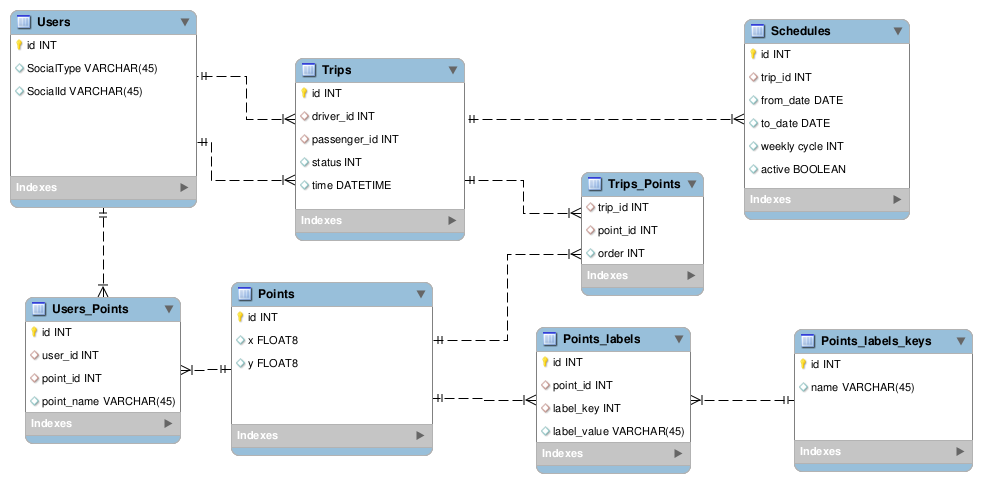 Users
id INT
SocialType VARCHAR(45)
SocialId VARCHAR(45)
Indexes
Trips
id INT
driver_id INT
passenger_id INT
status INT
time DATETIME
Indexes
Schedules
id INT
trip_id INT
from_date DATE
to_date DATE
weekly cycle INT
active BOOLEAN
Indexes
Trips_Points
trip_id INT
point_id INT
order INT
Indexes
Users_Points
id INT
user_id INT
point_id INT
point_name VARCHAR(45)
Indexes
Points
id INT
x FLOAT8
y FLOAT8
Indexes
Points_labels
id INT
point_id INT
label_key INT
label_value VARCHAR(45)
Indexes
Points_labels_keys
id INT
name VARCHAR(45)
Indexes